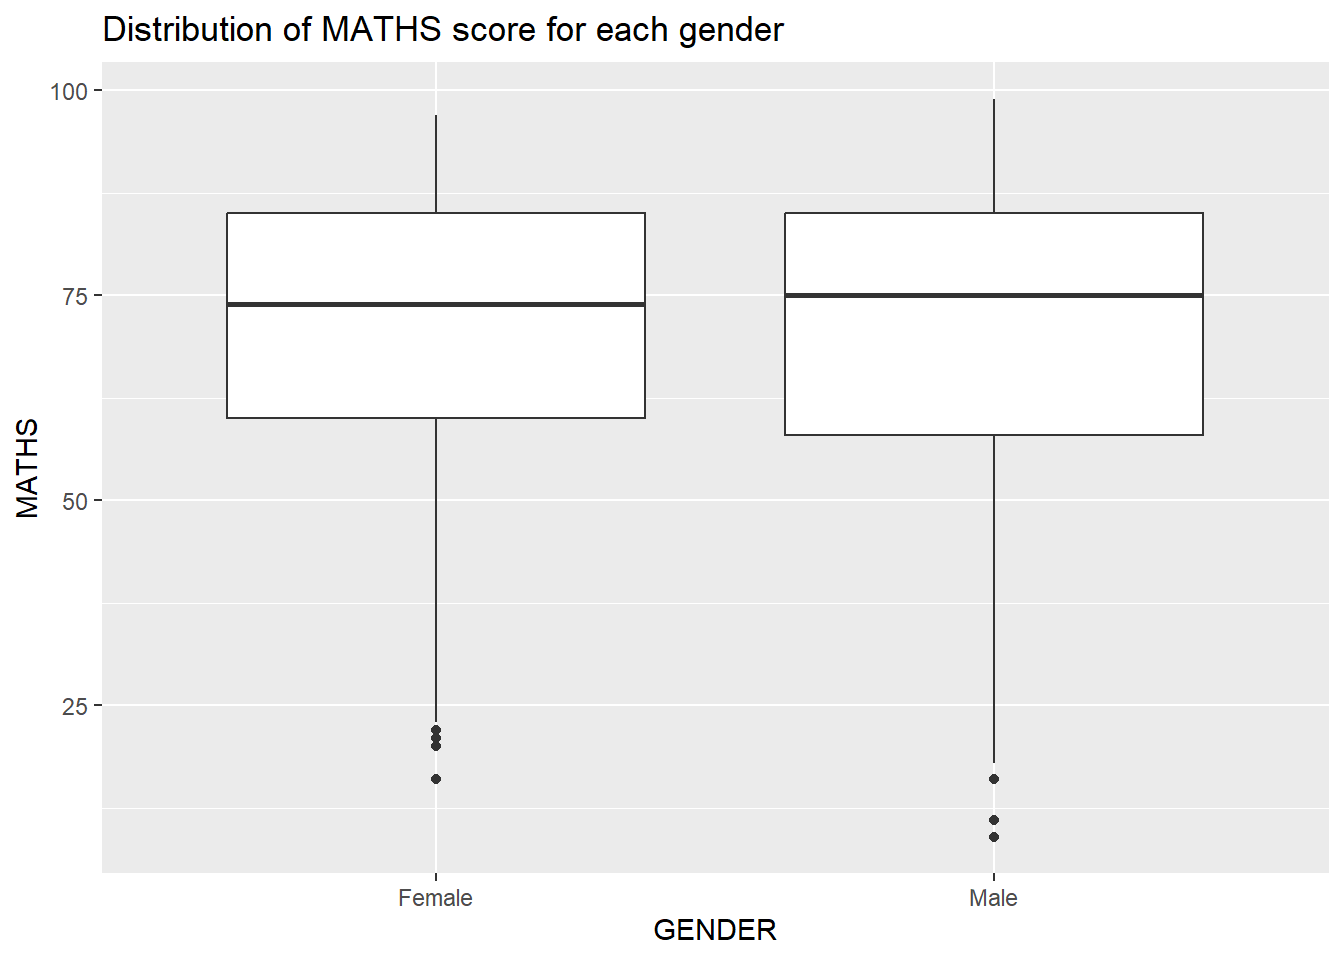 Distribution of MATHS score for each gender
100
75
50
25
MATHS
Female Male
GENDER